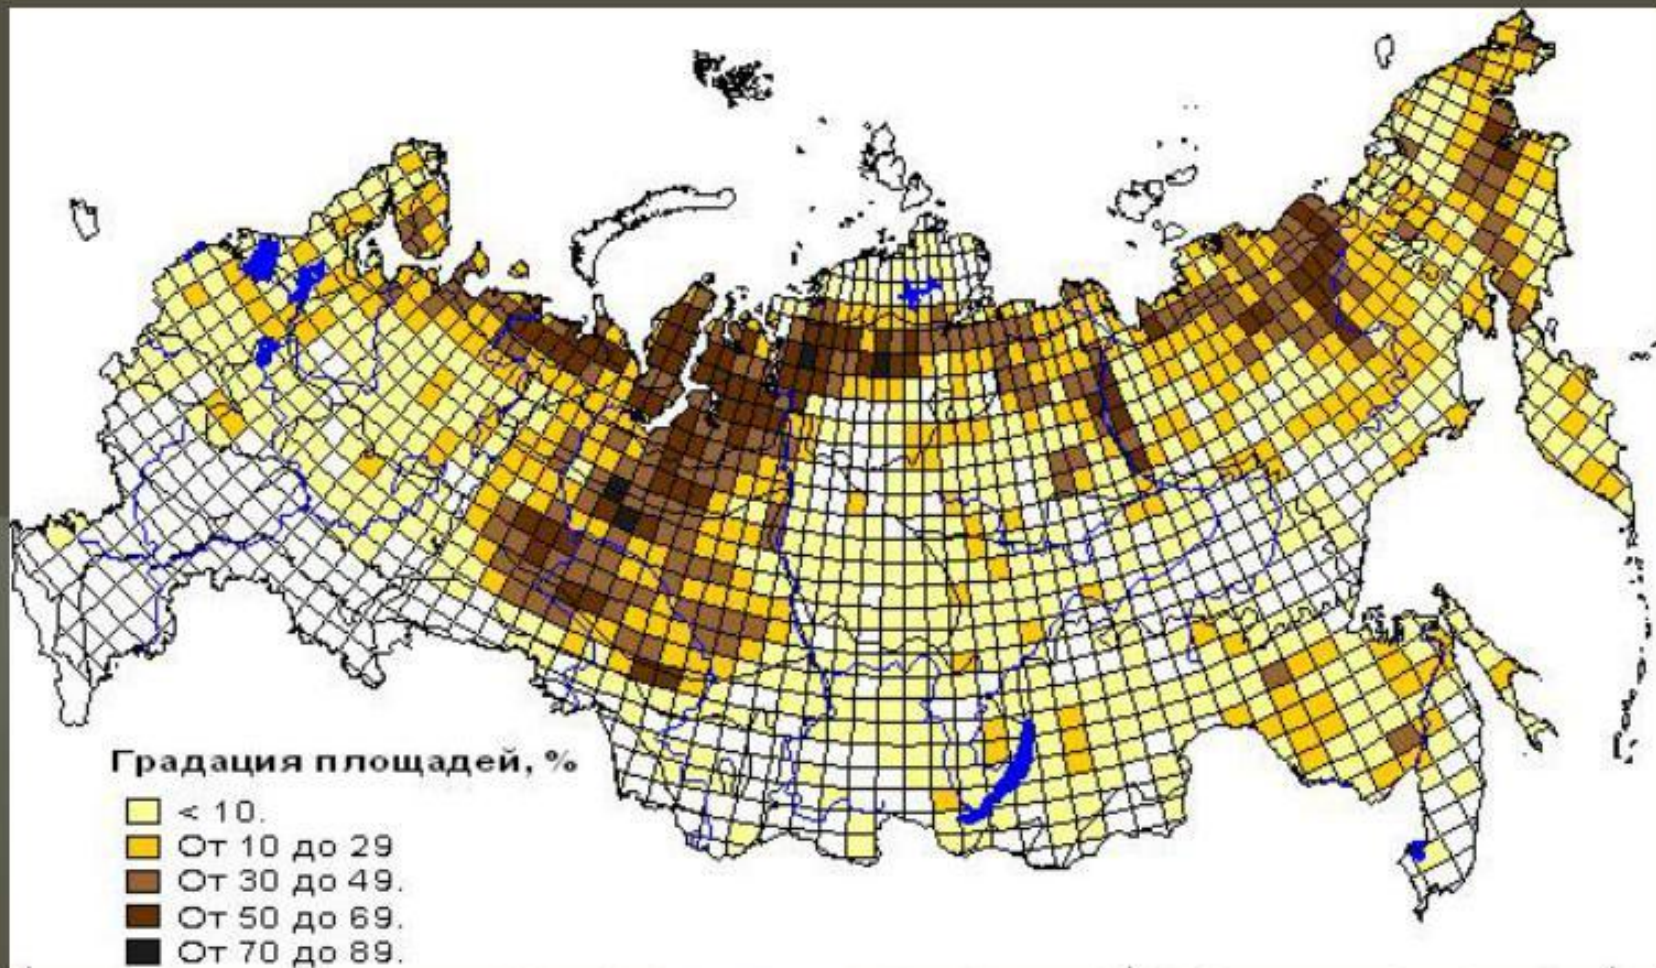 Градация площадей, %
< 10.
От 10 до 29
От 30 до 49.
От 50 до 69.
От 70 до 89.